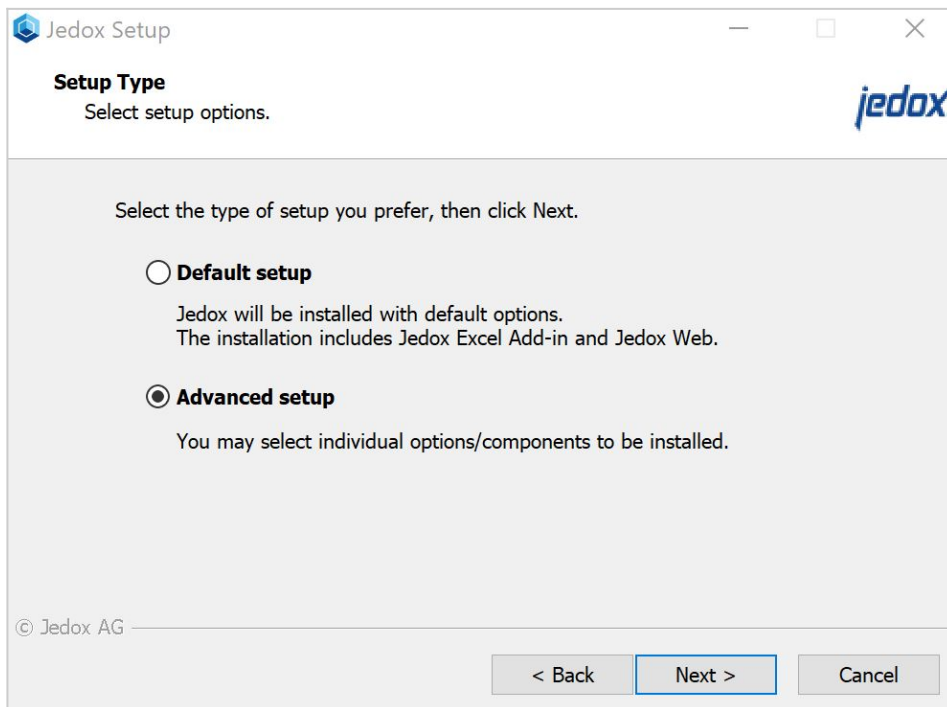 Jedox Setup
Setup Type
Select setup options.
jedox
Select the type of setup you prefer, then click Next.
Default setup
Jedox will be installed with default options.
The installation includes Jedox Excel Add-in and Jedox Web.
Advanced setup
You may select individual options/components to be installed.
© Jedox AG
< Back
Next >
Cancel